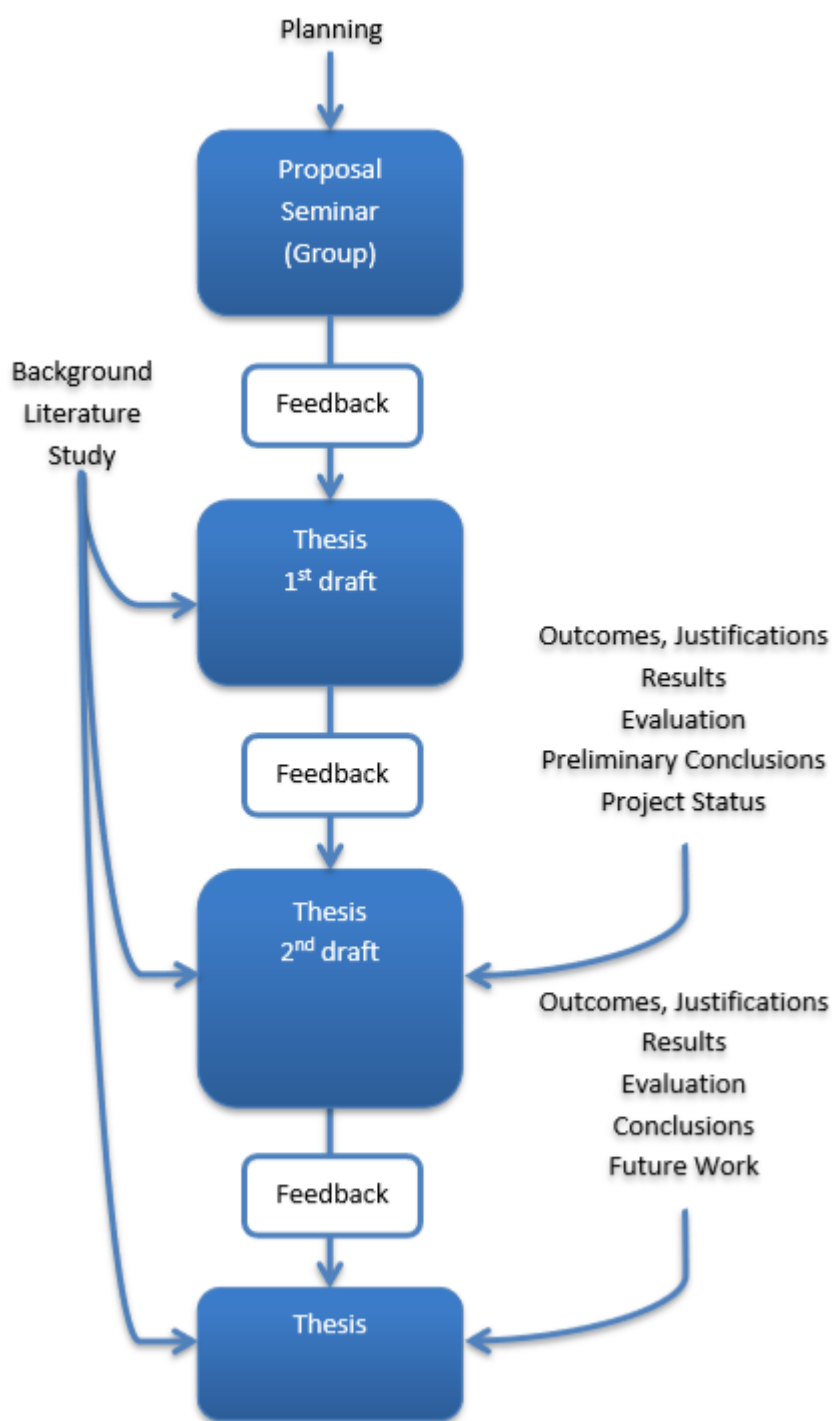 Planning
Proposal
Seminar
(Group)
Background
Literature
Study
Feedback
Thesis
1st draft
Outcomes, Justifications
Results
Evaluation
Preliminary Conclusions
Project Status
Feedback
Thesis
2nd draft
Outcomes, Justifications
Results
Evaluation
Conclusions
Future Work
Feedback
Thesis